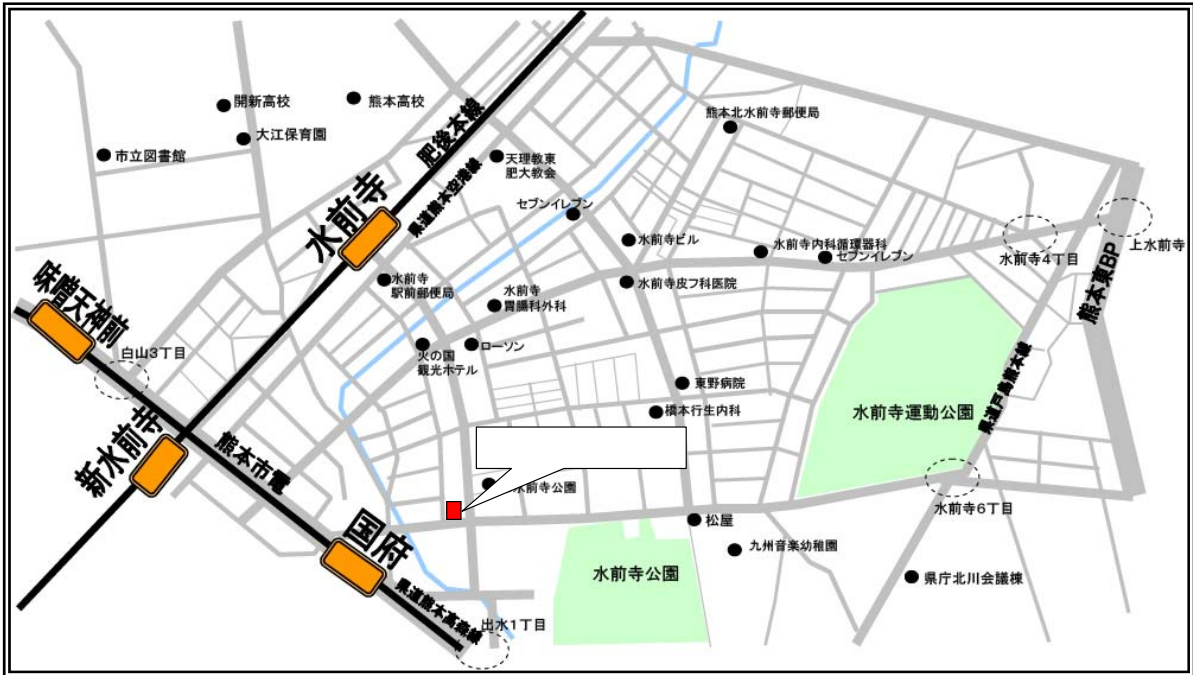 開新高校
熊本高校
大江保育園
市立図書館
肥後本線
県道熊本空港線
天理教東
肥大教会
熊本北水前寺郵便局
セブンイレブン
水前寺
水前寺ビル
水前寺内科循環器科
セブンイレブン
水前寺4丁目
上水前寺
水前寺
駅前郵便局
水前寺
胃腸科外科
水前寺皮フ科医院
熊本東BP
味噌天神前
白山3丁目
火の国
観光ホテル
ローソン
東野病院
橋本行生内科
水前寺運動公園
県道戸島熊本線
新水前寺
熊本市電
水前寺公園
水前寺6丁目
国府
松屋
九州音楽幼稚園
水前寺公園
県庁北川会議棟
県道熊本高森線
出水1丁目